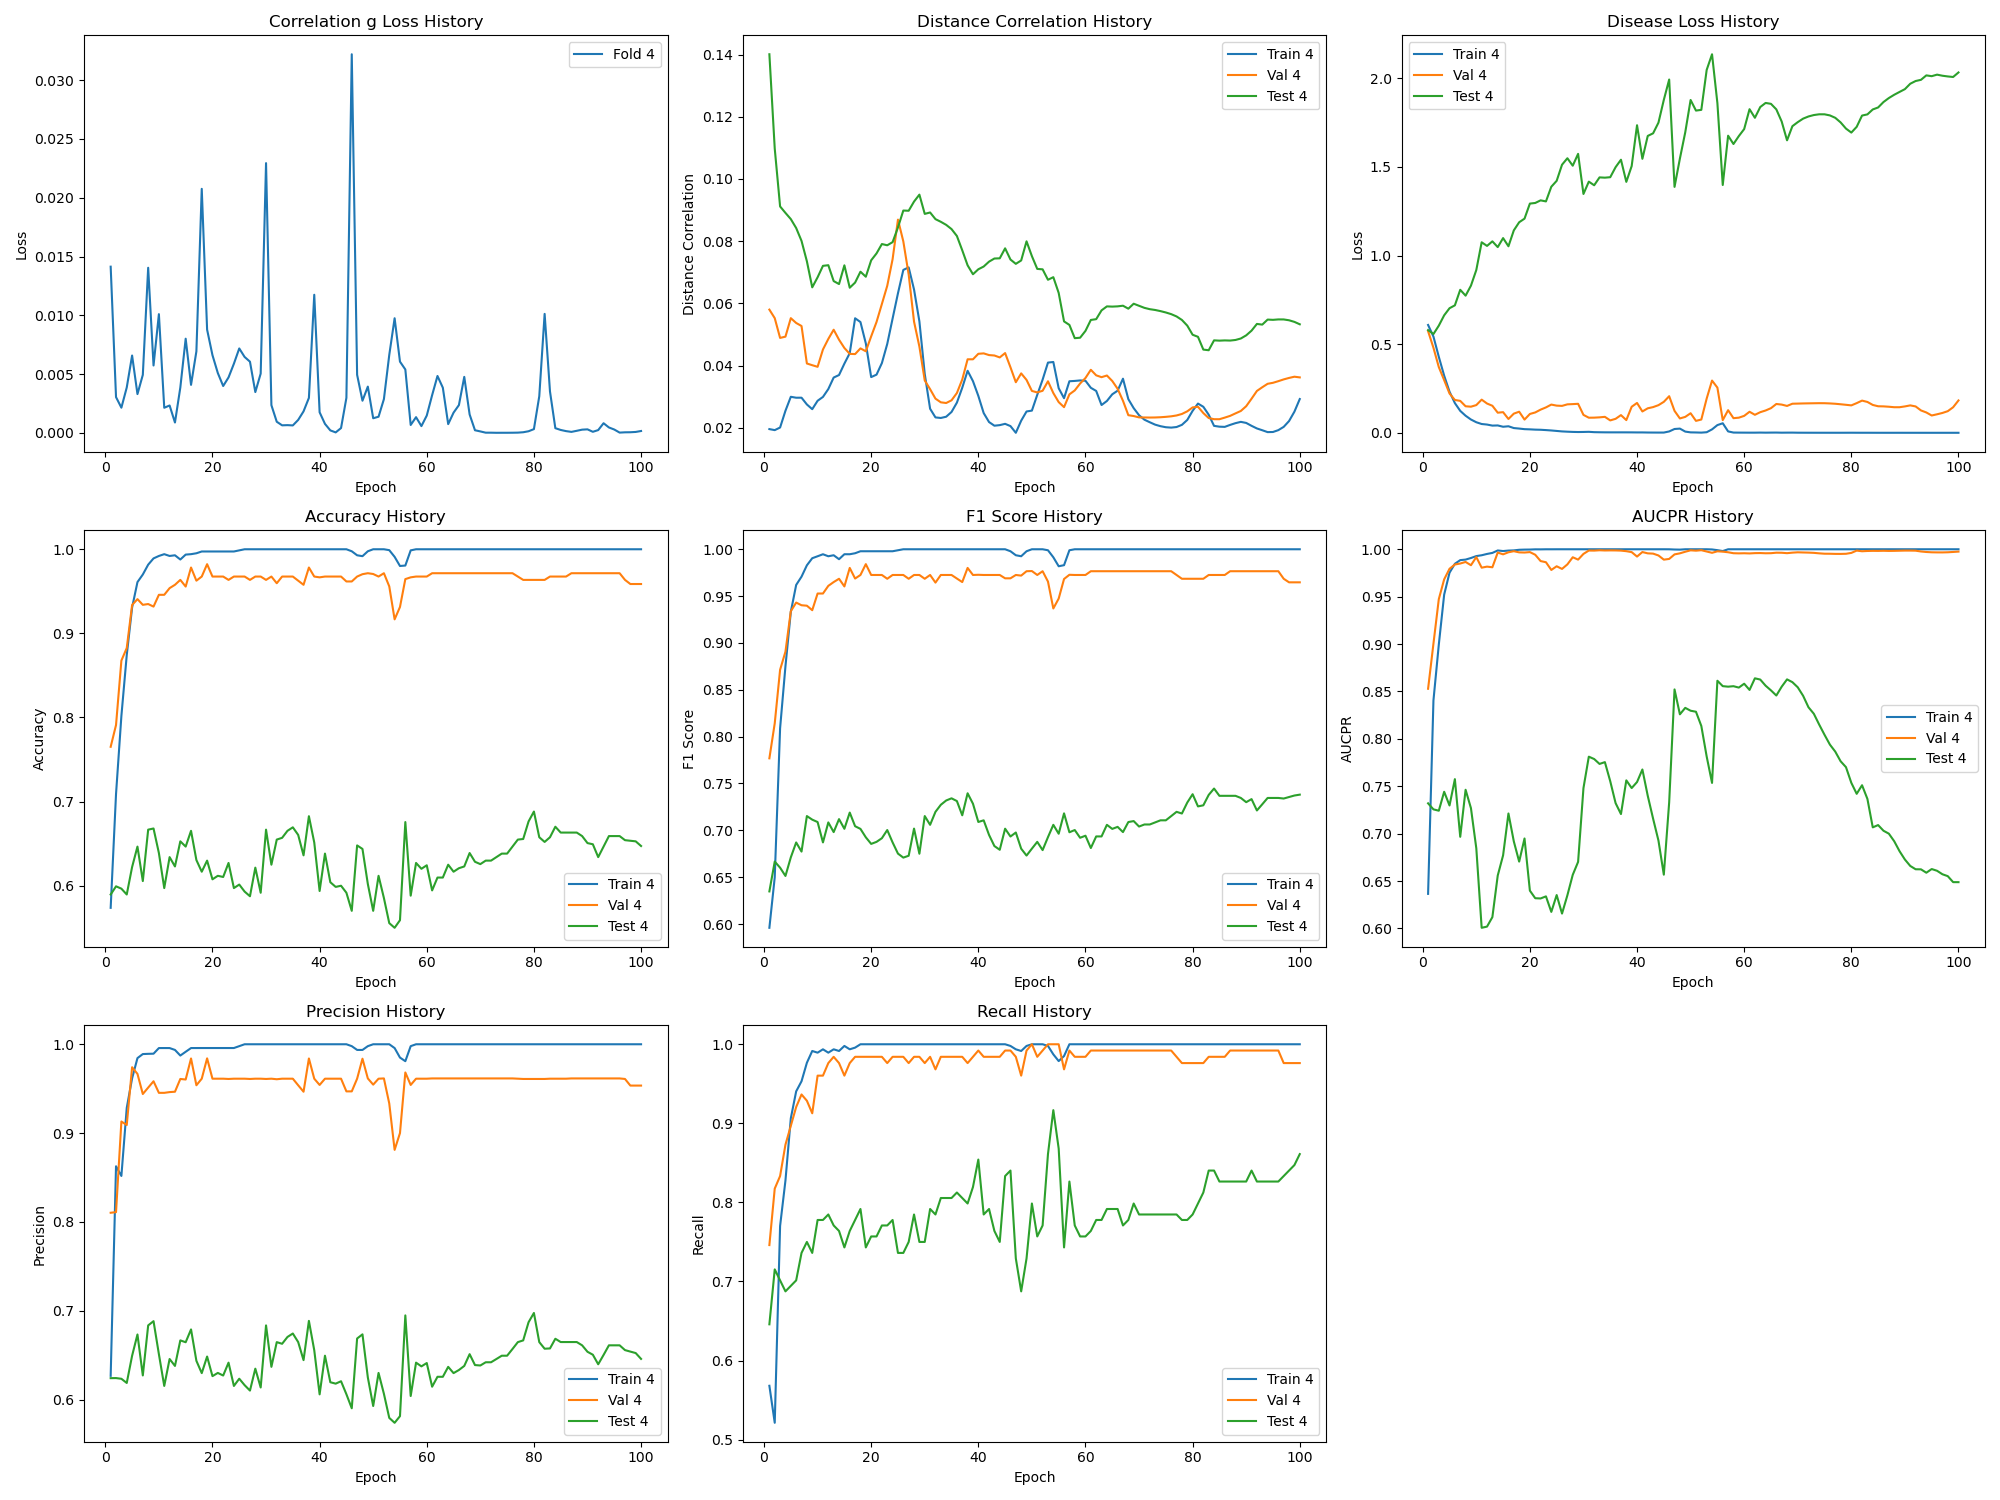 Correlation g Loss History
Loss
0.030
0.025
0.020
0.015
0.010
0.005
0.000
0 20 40 60 80 100
Epoch
Fold 4
Distance Correlation History
Distance Correlation
0.14
0.12
0.10
0.08
0.06
0.04
0.02
0 20 40 60 80 100
Epoch
Train 4
Val 4
Test 4
Disease Loss History
Loss
2.0
1.5
1.0
0.5
0.0
0 20 40 60 80 100
Epoch
Train 4
Val 4
Test 4
Accuracy History
Accuracy
1.0
0.9
0.8
0.7
0.6
0 20 40 60 80 100
Epoch
Train 4
Val 4
Test 4
F1 Score History
F1 Score
1.00
0.95
0.90
0.85
0.80
0.75
0.70
0.65
0.60
0 20 40 60 80 100
Epoch
Train 4
Val 4
Test 4
AUCPR History
AUCPR
1.00
0.95
0.90
0.85
0.80
0.75
0.70
0.65
0.60
0 20 40 60 80 100
Epoch
Train 4
Val 4
Test 4
Precision History
Precision
1.0
0.9
0.8
0.7
0.6
0 20 40 60 80 100
Epoch
Train 4
Val 4
Test 4
Recall History
Recall
1.0
0.9
0.8
0.7
0.6
0.5
0 20 40 60 80 100
Epoch
Train 4
Val 4
Test 4